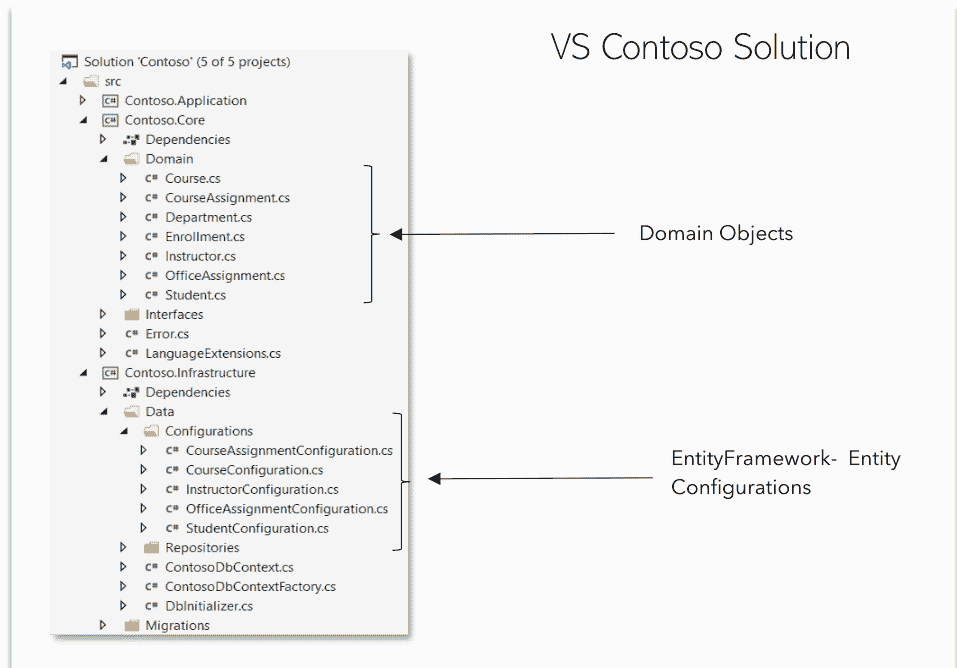 VS Contoso Solution
Solution 'Contoso' (5 of 5 projects)
src
C# Contoso.Application
C# Contoso.Core
Dependencies
Domain
C# Course.cs
C# CourseAssignment.cs
C# Department.cs
C# Enrollment.cs
C# Instructor.cs
C# OfficeAssignment.cs
C# Student.cs
Interfaces
C# Error.cs
C# LanguageExtensions.cs
C# Contoso.Infrastructure
Dependencies
Data
Configurations
C# CourseAssignmentConfiguration.cs
C# CourseConfiguration.cs
C# InstructorConfiguration.cs
C# OfficeAssignmentConfiguration.cs
C# StudentConfiguration.cs
Repositories
C# ContosoDbContext.cs
C# ContosoDbContextFactory.cs
C# DbInitializer.cs
Migrations
Domain Objects
EntityFramework- Entity
Configurations